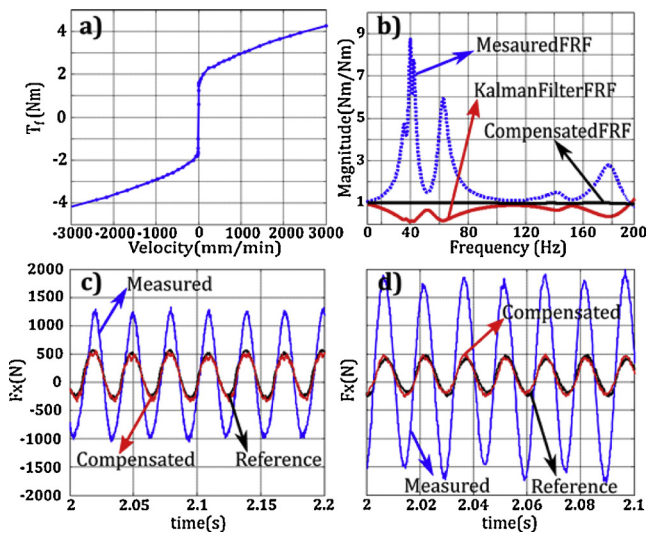 a)
4
2
0
-2
-4
Tf (Nm)
-3000 -2000 -1000 0 1000 2000 3000
Velocity(mm/min)
b)
9
7
5
3
1
Magnitude(Nm/Nm)
MesauredFRF
KalmanFilterFRF
CompensatedFRF
0 40 80 120 160 200
Frequency (Hz)
c)
2000
1500
1000
500
0
-500
-1000
-1500
-2000
Fx(N)
Measured
Compensated
Reference
2 2.05 2.1 2.15 2.2
time(s)
d)
Fx(N)
Compensated
Measured
Reference
2 2.02 2.04 2.06 2.08 2.1
time(s)